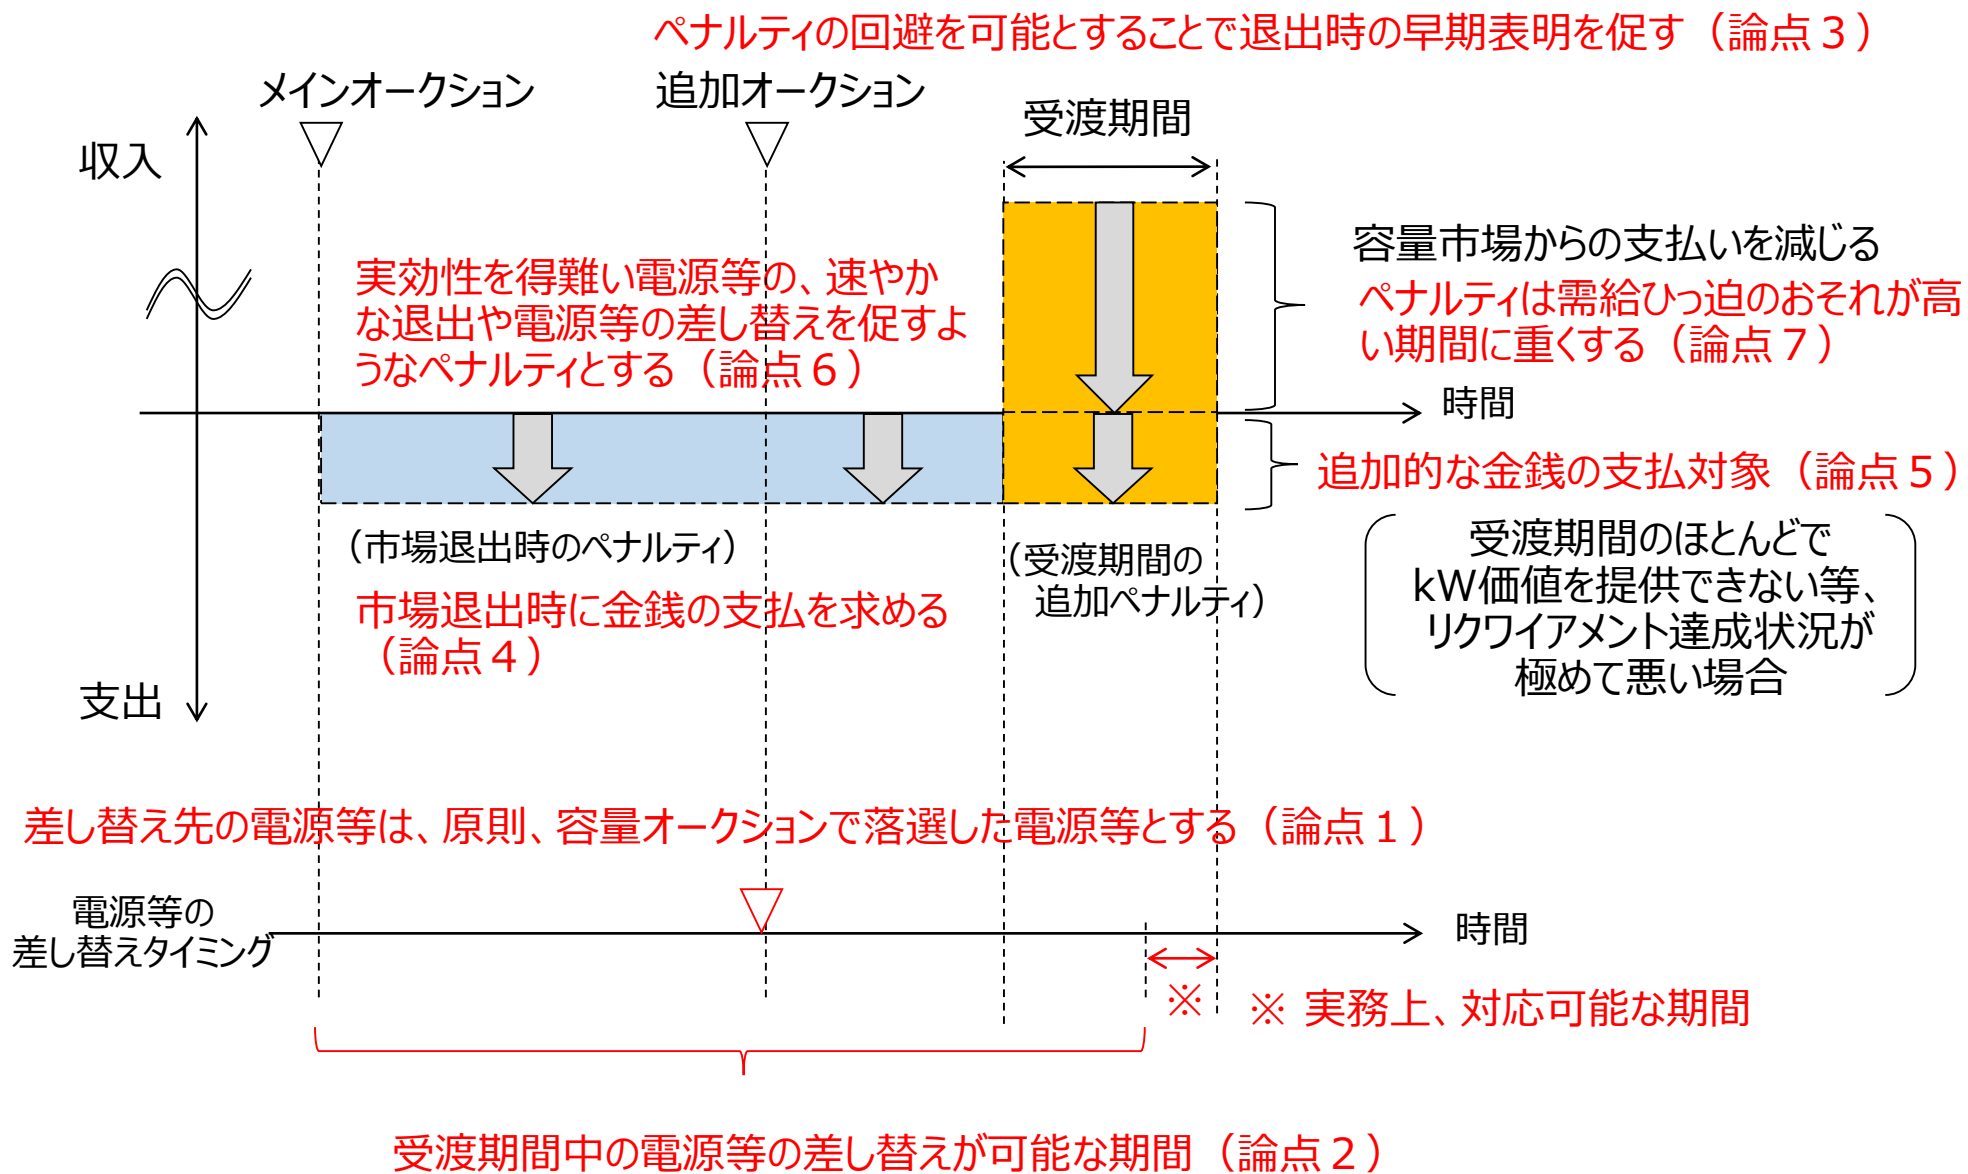 ペナルティの回避を可能とすることで退出時の早期表明を促す（論点３）
メインオークション
追加オークション
受渡期間
収入
容量市場からの支払いを減じる
実効性を得難い電源等の、速やか
な退出や電源等の差し替えを促すよ
うなペナルティとする（論点６）
ペナルティは需給ひっ迫のおそれが高
い期間に重くする（論点７）
時間
追加的な金銭の支払対象（論点５）
（市場退出時のペナルティ）
（受渡期間の
追加ペナルティ）
受渡期間のほとんどで
kW価値を提供できない等、
リクワイアメント達成状況が
極めて悪い場合
市場退出時に金銭の支払を求める
（論点４）
支出
差し替え先の電源等は、原則、容量オークションで落選した電源等とする（論点１）
電源等の
差し替えタイミング
時間
※
※ 実務上、対応可能な期間
受渡期間中の電源等の差し替えが可能な期間（論点２）